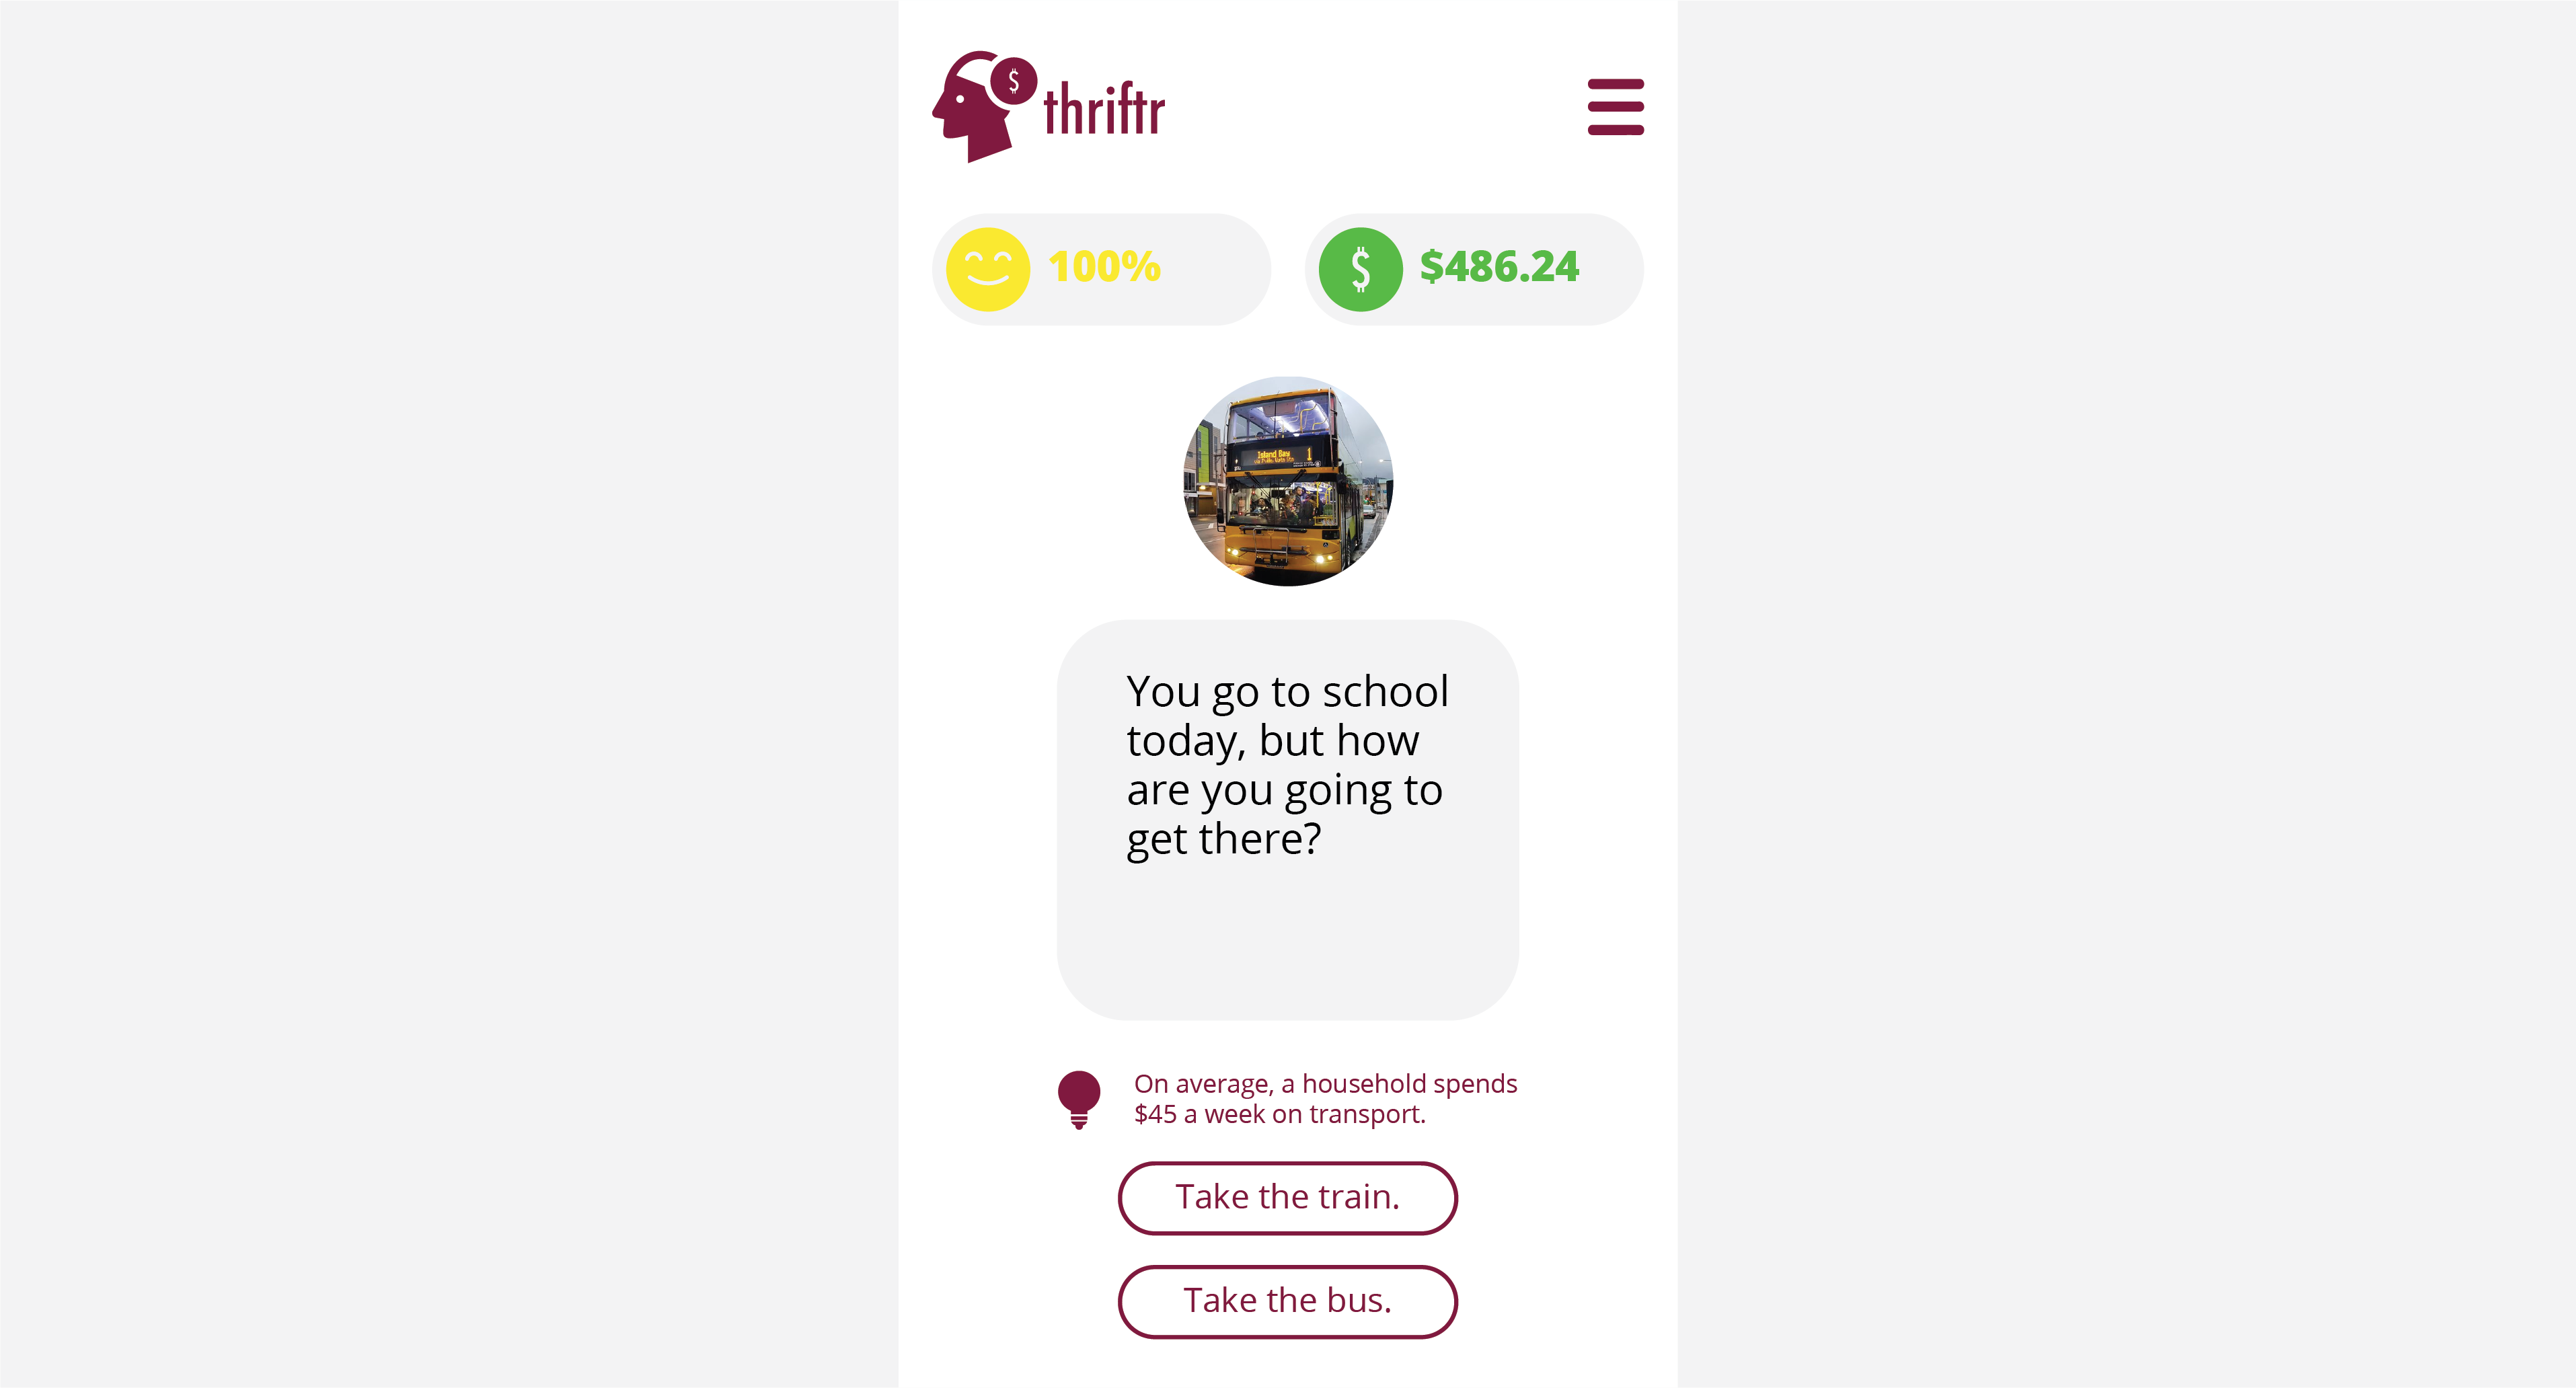 $
thriftr
100%
$ $486.24
Island Bay 1
You go to school
today, but how
are you going to
get there?
On average, a household spends
$45 a week on transport.
Take the train.
Take the bus.